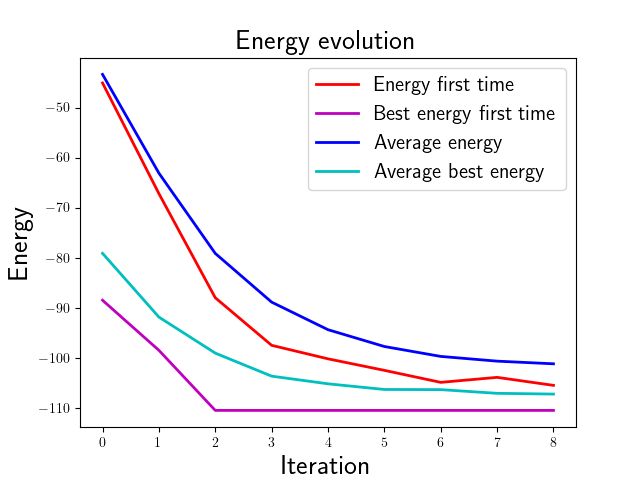 Energy evolution
Energy first time
Best energy first time
Average energy
Average best energy
Energy
−50
−60
−70
−80
−90
−100
−110
0 1 2 3 4 5 6 7 8
Iteration